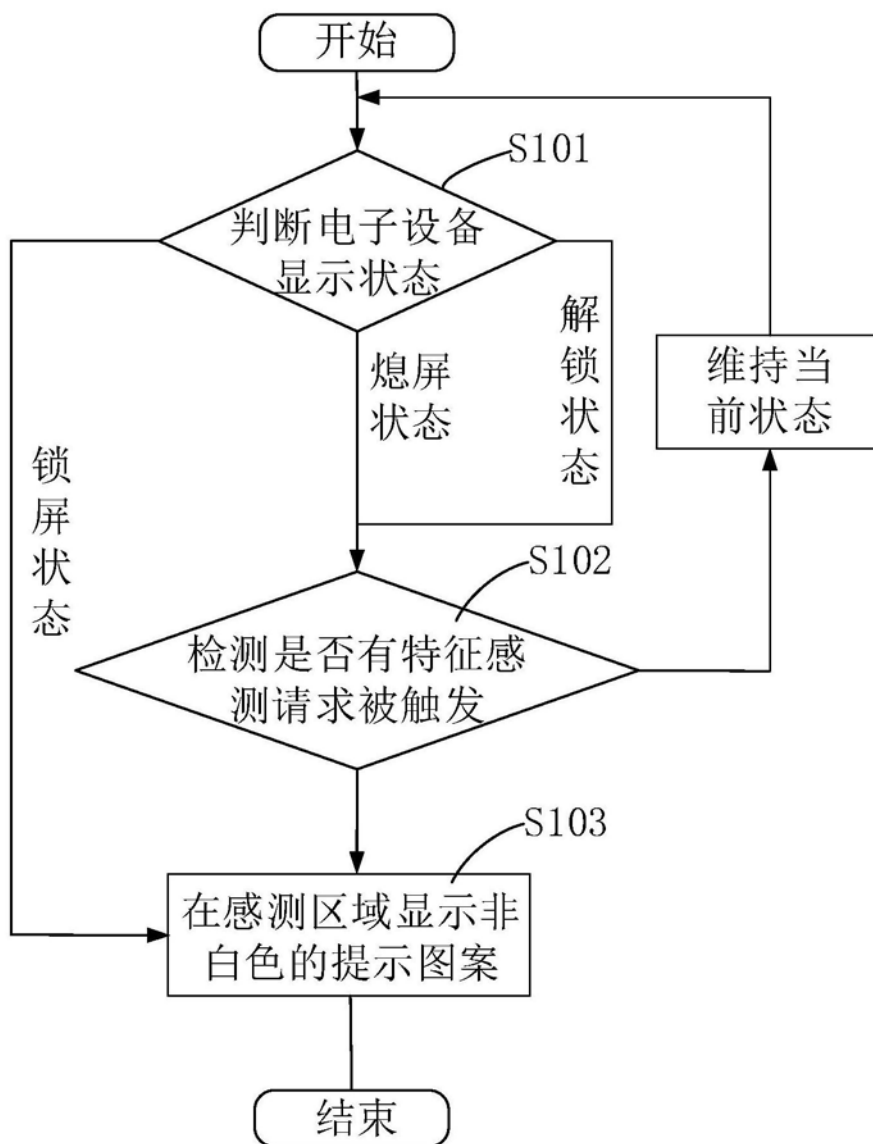 开始
S101
判断电子设备
显示状态
熄屏
状态
解
锁
状
态
维持当
前状态
锁
屏
状
态
S102
检测是否有特征感
测请求被触发
S103
在感测区域显示非
白色的提示图案
结束